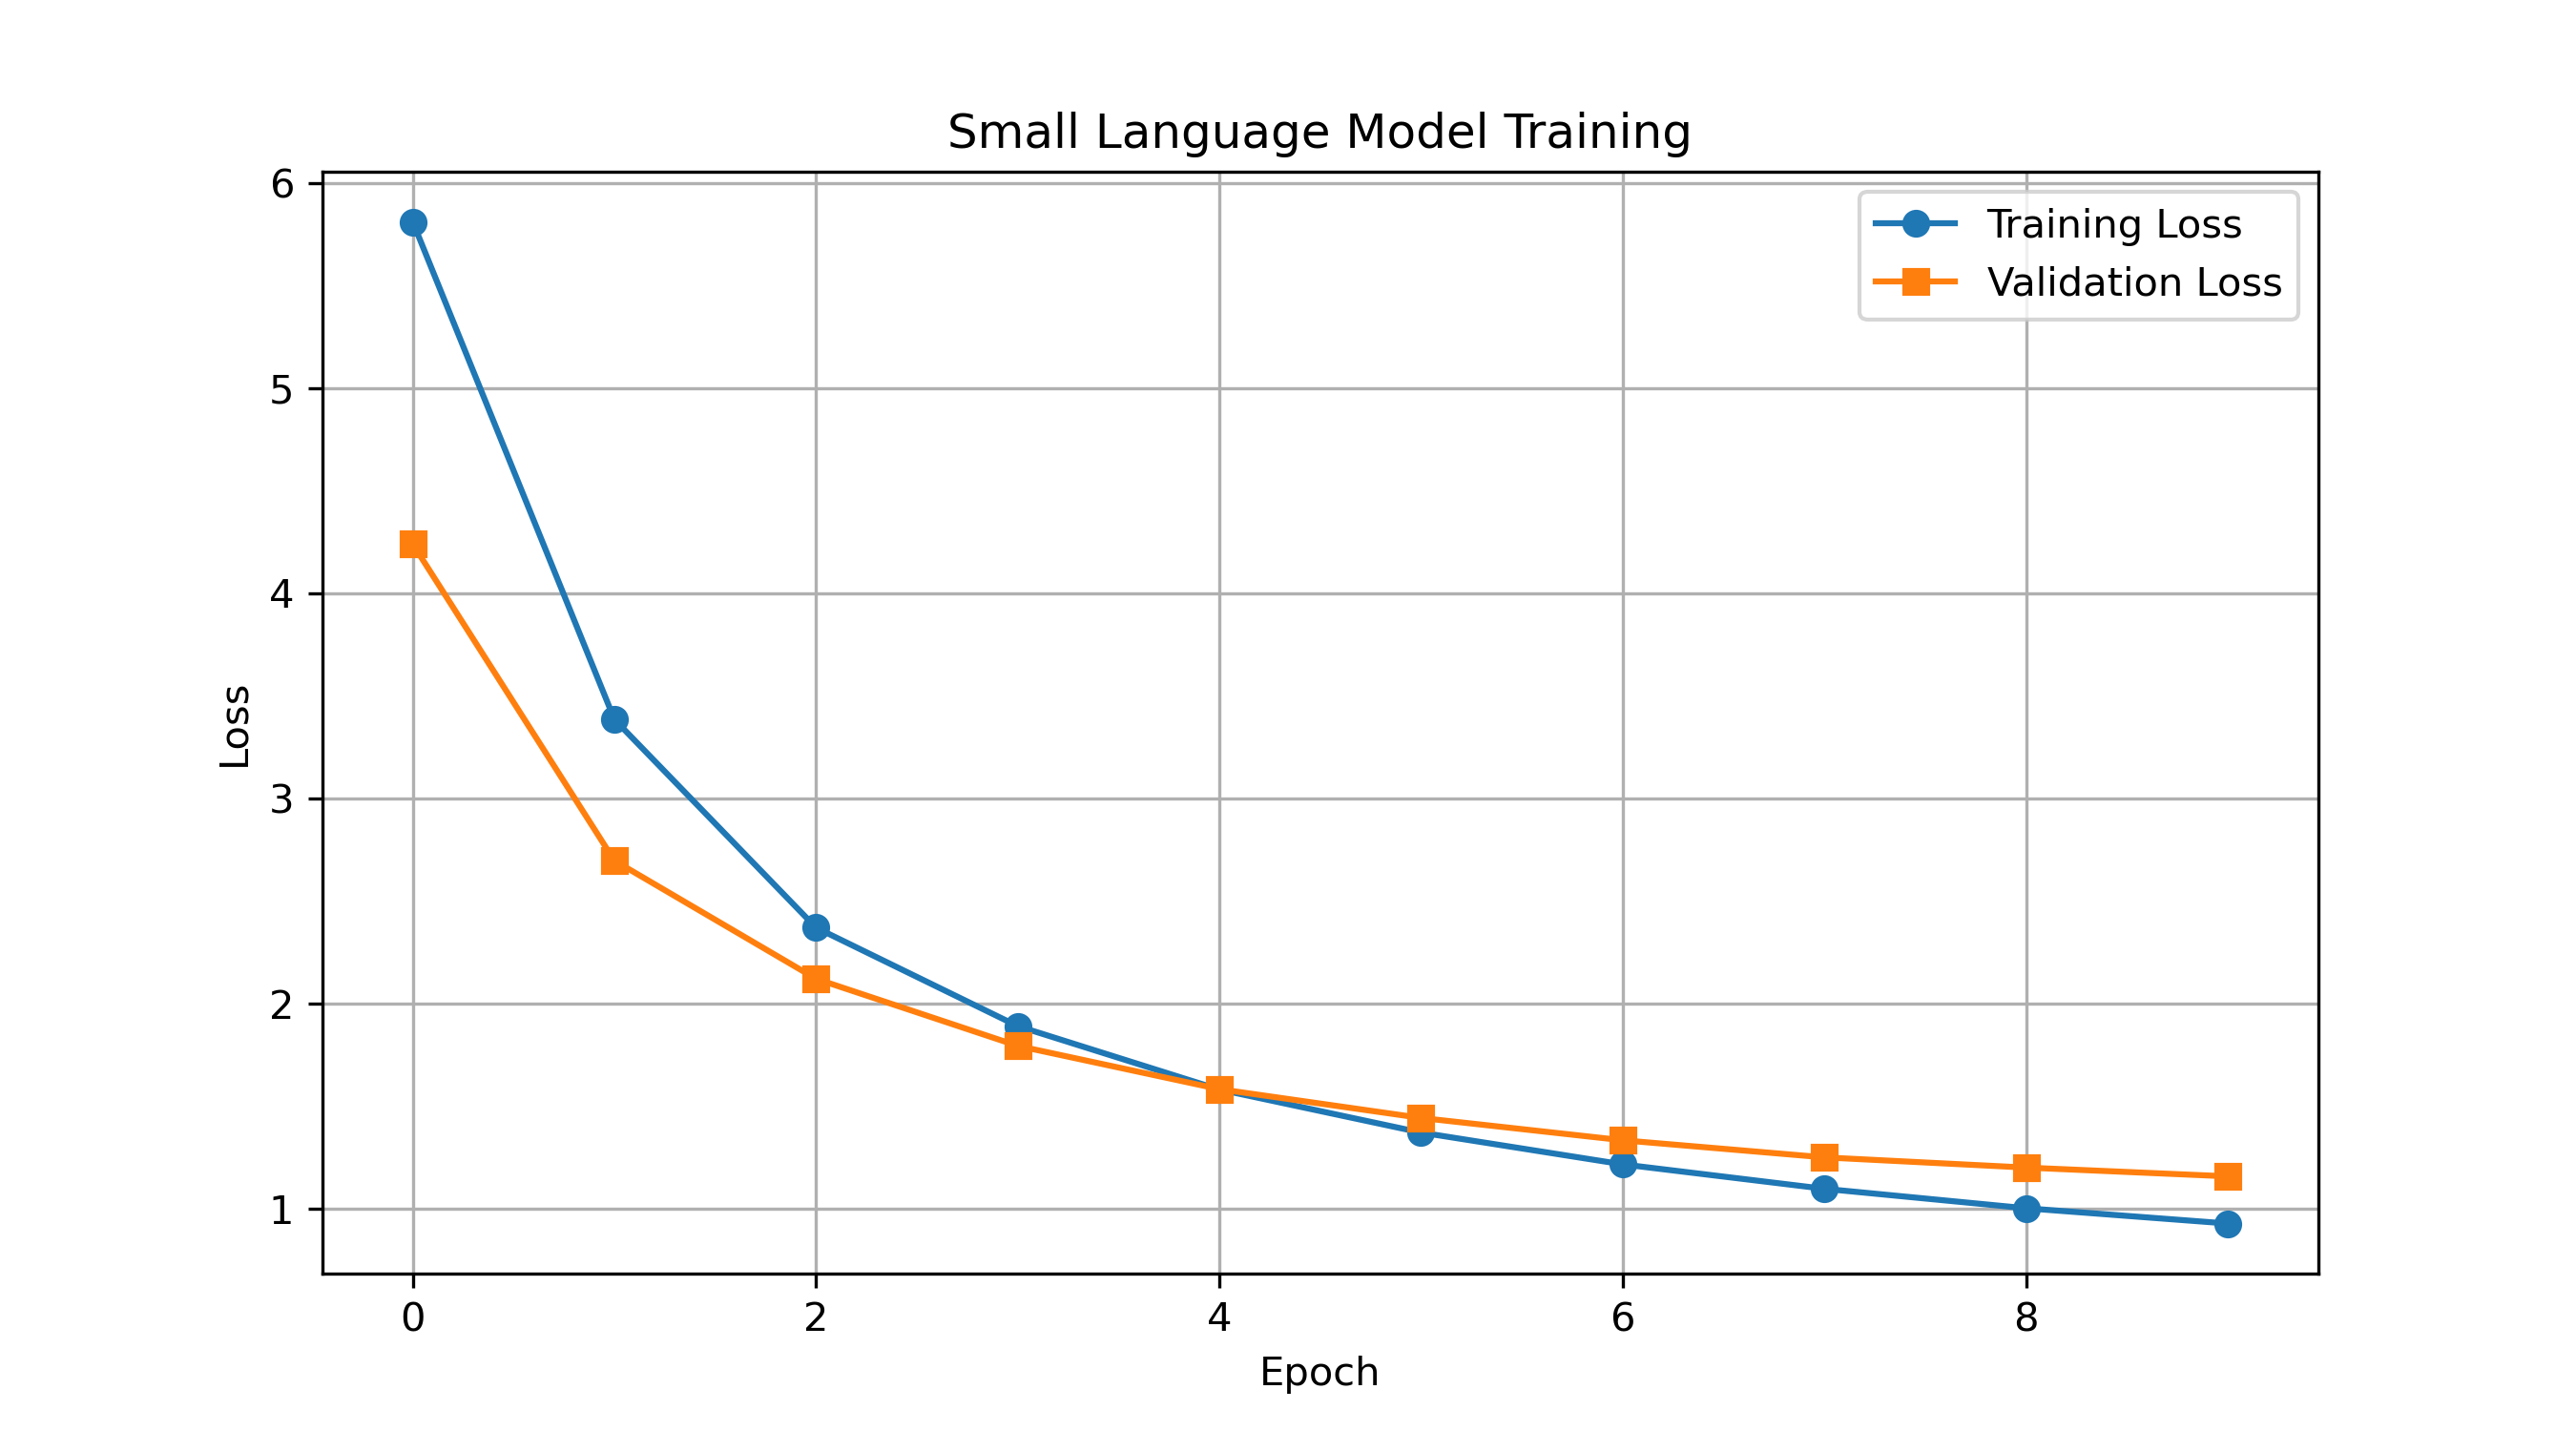 Small Language Model Training
6
5
4
3
2
1
Loss
Training Loss
Validation Loss
0 2 4 6 8
Epoch